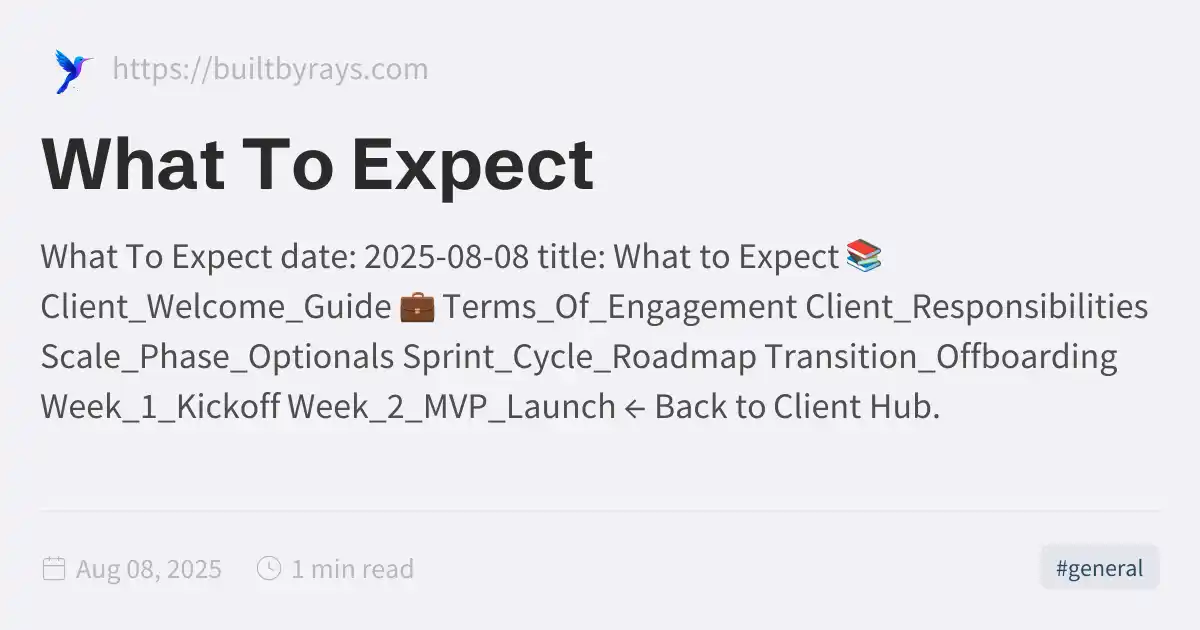 https://builtbyrays.com
What To Expect
What To Expect date: 2025-08-08 title: What to Expect 📚
Client_Welcome_Guide 💼 Terms_Of_Engagement Client_Responsibilities
Scale_Phase_Optionals Sprint_Cycle_Roadmap Transition_Offboarding
Week_1_Kickoff Week_2_MVP_Launch ← Back to Client Hub.
Aug 08, 2025 1 min read
#general